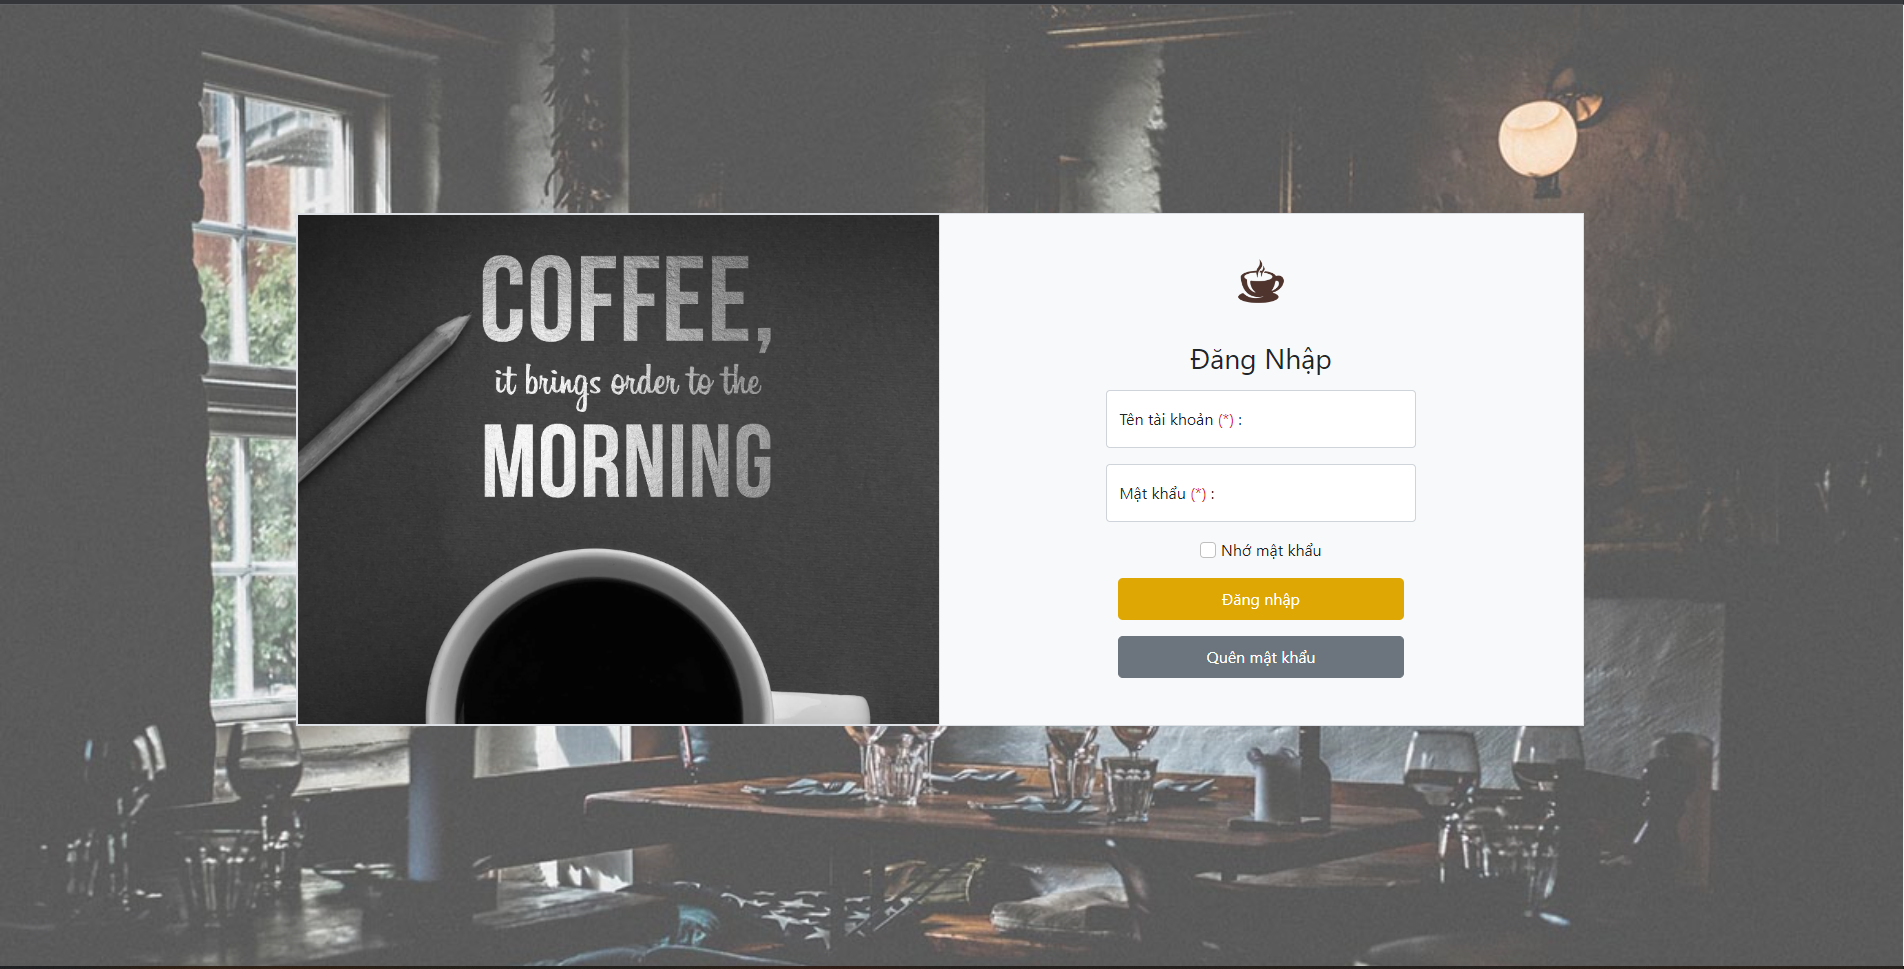 COFFEE,
it brings order to the
MORNING
Đăng Nhập
Tên tài khoản (*) :
Mật khẩu (*) :
Nhớ mật khẩu
Đăng nhập
Quên mật khẩu